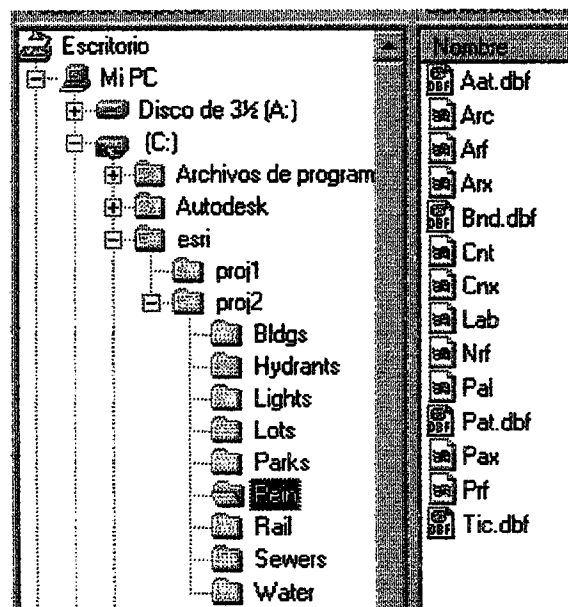 Escritorio
Mi PC
Disco de 3½ (A:)
(C:)
Archivos de program
Autodesk
esri
proj1
proj2
Bldgs
Hydrants
Lights
Lots
Parks
Rail
Sewers
Water
Nombre
Aat.dbf
Arc
Arf
Arx
Bnd.dbf
Cnt
Cnx
Lab
Nrf
Pal
Pat.dbf
Pax
Prf
Tic.dbf